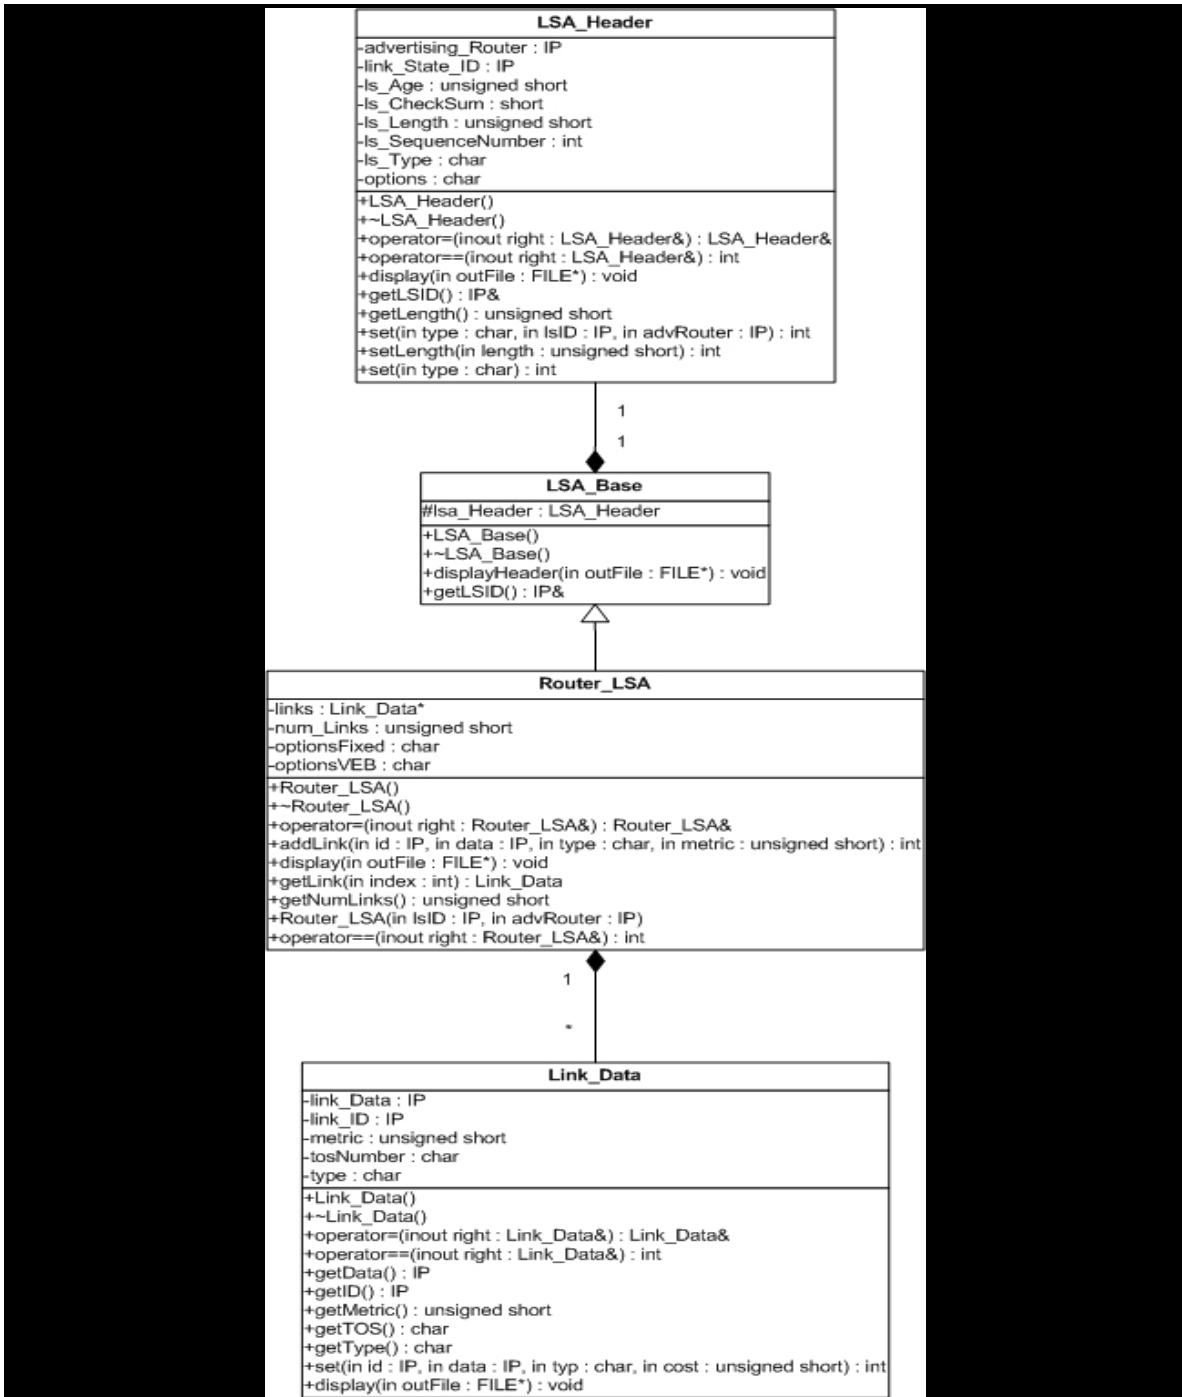 LSA_Header
-advertising_Router : IP
-link_State_ID : IP
-ls_Age : unsigned short
-ls_CheckSum : short
-ls_Length : unsigned short
-ls_SequenceNumber : int
-ls_Type : char
-options : char
+LSA_Header()
+~LSA_Header()
+operator=(inout right : LSA_Header&) : LSA_Header&
+operator==(inout right : LSA_Header&) : int
+display(in outFile : FILE*) : void
+getLSID() : IP&
+getLength() : unsigned short
+set(in type : char, in lsID : IP, in advRouter : IP) : int
+setLength(in length : unsigned short) : int
+set(in type : char) : int
1
1
LSA_Base
#lsa_Header : LSA_Header
+LSA_Base()
+~LSA_Base()
+displayHeader(in outFile : FILE*) : void
+getLSID() : IP&
Router_LSA
-links : Link_Data*
-num_Links : unsigned short
-optionsFixed : char
-optionsVEB : char
+Router_LSA()
+~Router_LSA()
+operator=(inout right : Router_LSA&) : Router_LSA&
+addLink(in id : IP, in data : IP, in type : char, in metric : unsigned short) : int
+display(in outFile : FILE*) : void
+getLink(in index : int) : Link_Data
+getNumLinks() : unsigned short
+Router_LSA(in lsID : IP, in advRouter : IP)
+operator==(inout right : Router_LSA&) : int
1
*
Link_Data
-link_Data : IP
-link_ID : IP
-metric : unsigned short
-tosNumber : char
-type : char
+Link_Data()
+~Link_Data()
+operator=(inout right : Link_Data&) : Link_Data&
+operator==(inout right : Link_Data&) : int
+getData() : IP
+getID() : IP
+getMetric() : unsigned short
+getTOS() : char
+getType() : char
+set(in id : IP, in data : IP, in typ : char, in cost : unsigned short) : int
+display(in outFile : FILE*) : void